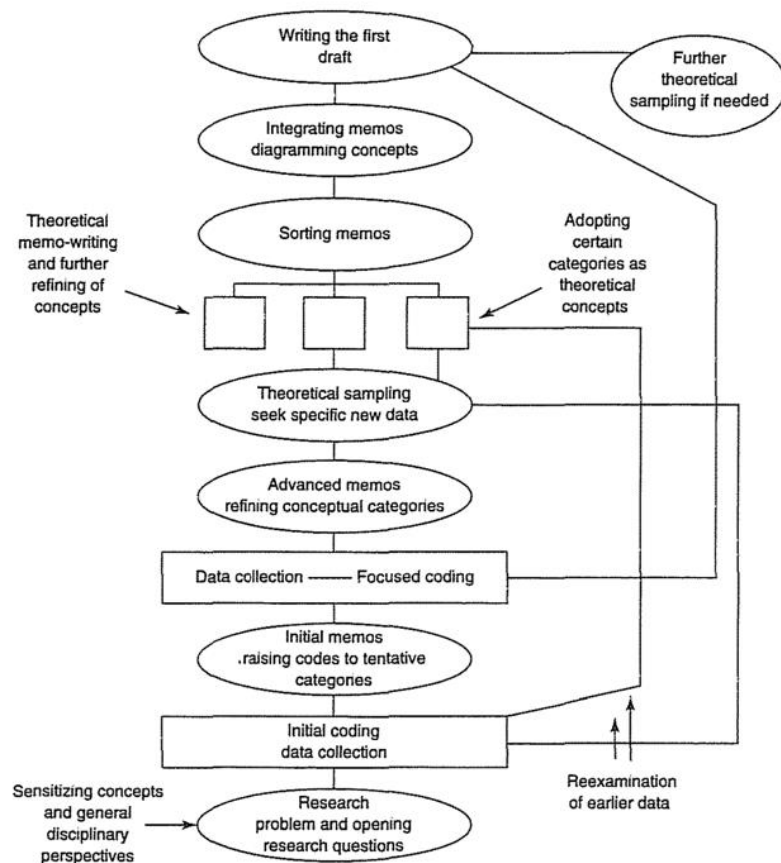 Writing the first
draft
Further
theoretical
sampling if needed
Integrating memos
diagramming concepts
Theoretical
memo-writing
and further
refining of
concepts
Sorting memos
Adopting
certain
categories as
theoretical
concepts
Theoretical sampling
seek specific new data
Advanced memos
refining conceptual categories
Data collection —— Focused coding
Initial memos
.raising codes to tentative
categories
Initial coding
data collection
Reexamination
of earlier data
Sensitizing concepts
and general
disciplinary
perspectives
Research
problem and opening
research questions